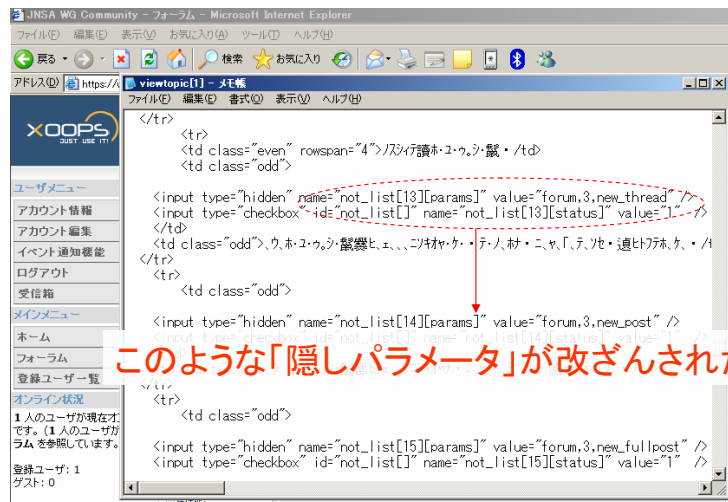 JNSA WG Community - フォーラム - Microsoft Internet Explorer
ファイル(F) 編集(E) 表示(V) お気に入り(A) ツール(T) ヘルプ(H)
戻る 検索 お気に入り
アドレス(D) https://
viewtopic[1] - メモ帳
ファイル(F) 編集(E) 書式(O) 表示(V) ヘルプ(H)
XOOPS
JUST USE IT!
ユーザメニュー
アカウント情報
アカウント編集
イベント通知機能
ログアウト
受信箱
メインメニュー
ホーム
フォーラム
登録ユーザ一覧
オンライン状況
1 人のユーザが現在オ
です。(1 人のユーザが
ラム を参照しています。
登録ユーザ: 1
ゲスト: 0
</tr>
<tr>
<td class="even" rowspan="4">
<td class="odd">
<input type="hidden" name="not_list[13][params]" value="forum,3,new_thread" />
<input type="checkbox" id="not_list[]" name="not_list[13][status]" value="1" />
</td>
<td class="odd">
</tr>
<tr>
<td class="odd">
<input type="hidden" name="not_list[14][params]" value="forum,3,new_post" />
<input type="checkbox" id="not_list[]" name="not_list[14][status]" value="1" />
このような「隠しパラメータ」が改ざんされた
</tr>
<tr>
<td class="odd">
<input type="hidden" name="not_list[15][params]" value="forum,3,new_fullpost" />
<input type="checkbox" id="not_list[]" name="not_list[15][status]" value="1" />